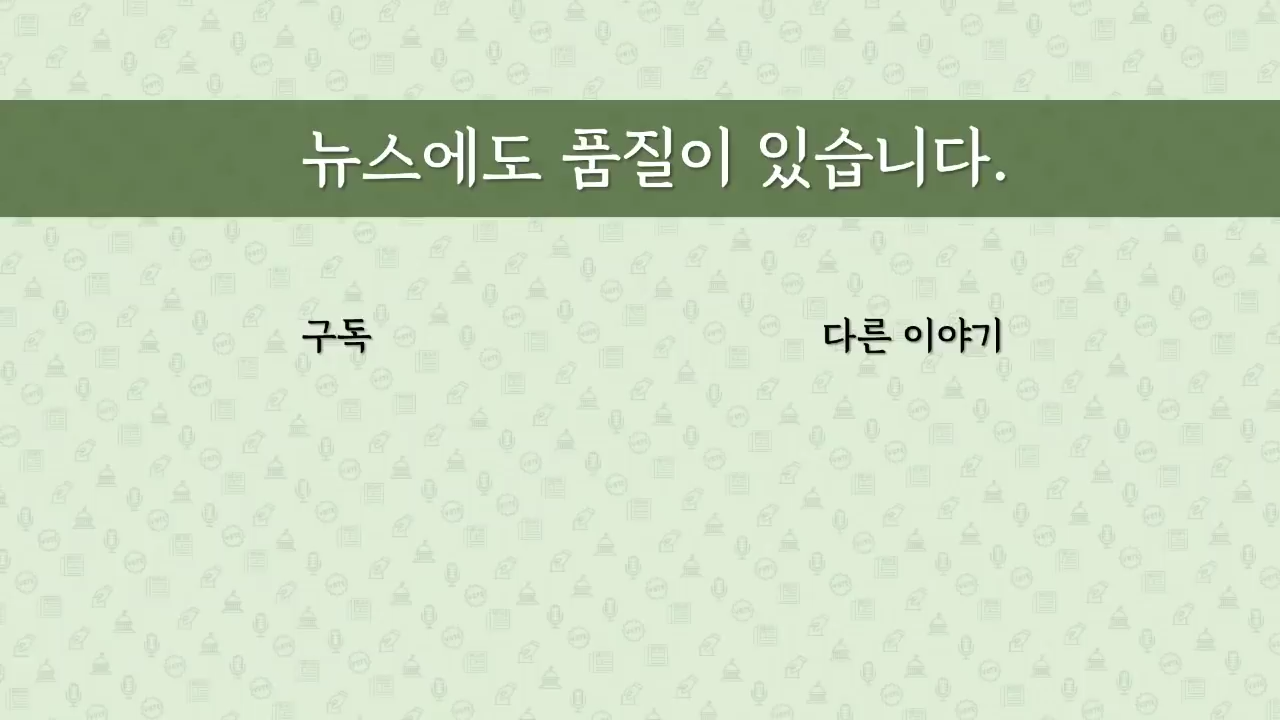 뉴스에도 품질이 있습니다.
구독
다른 이야기